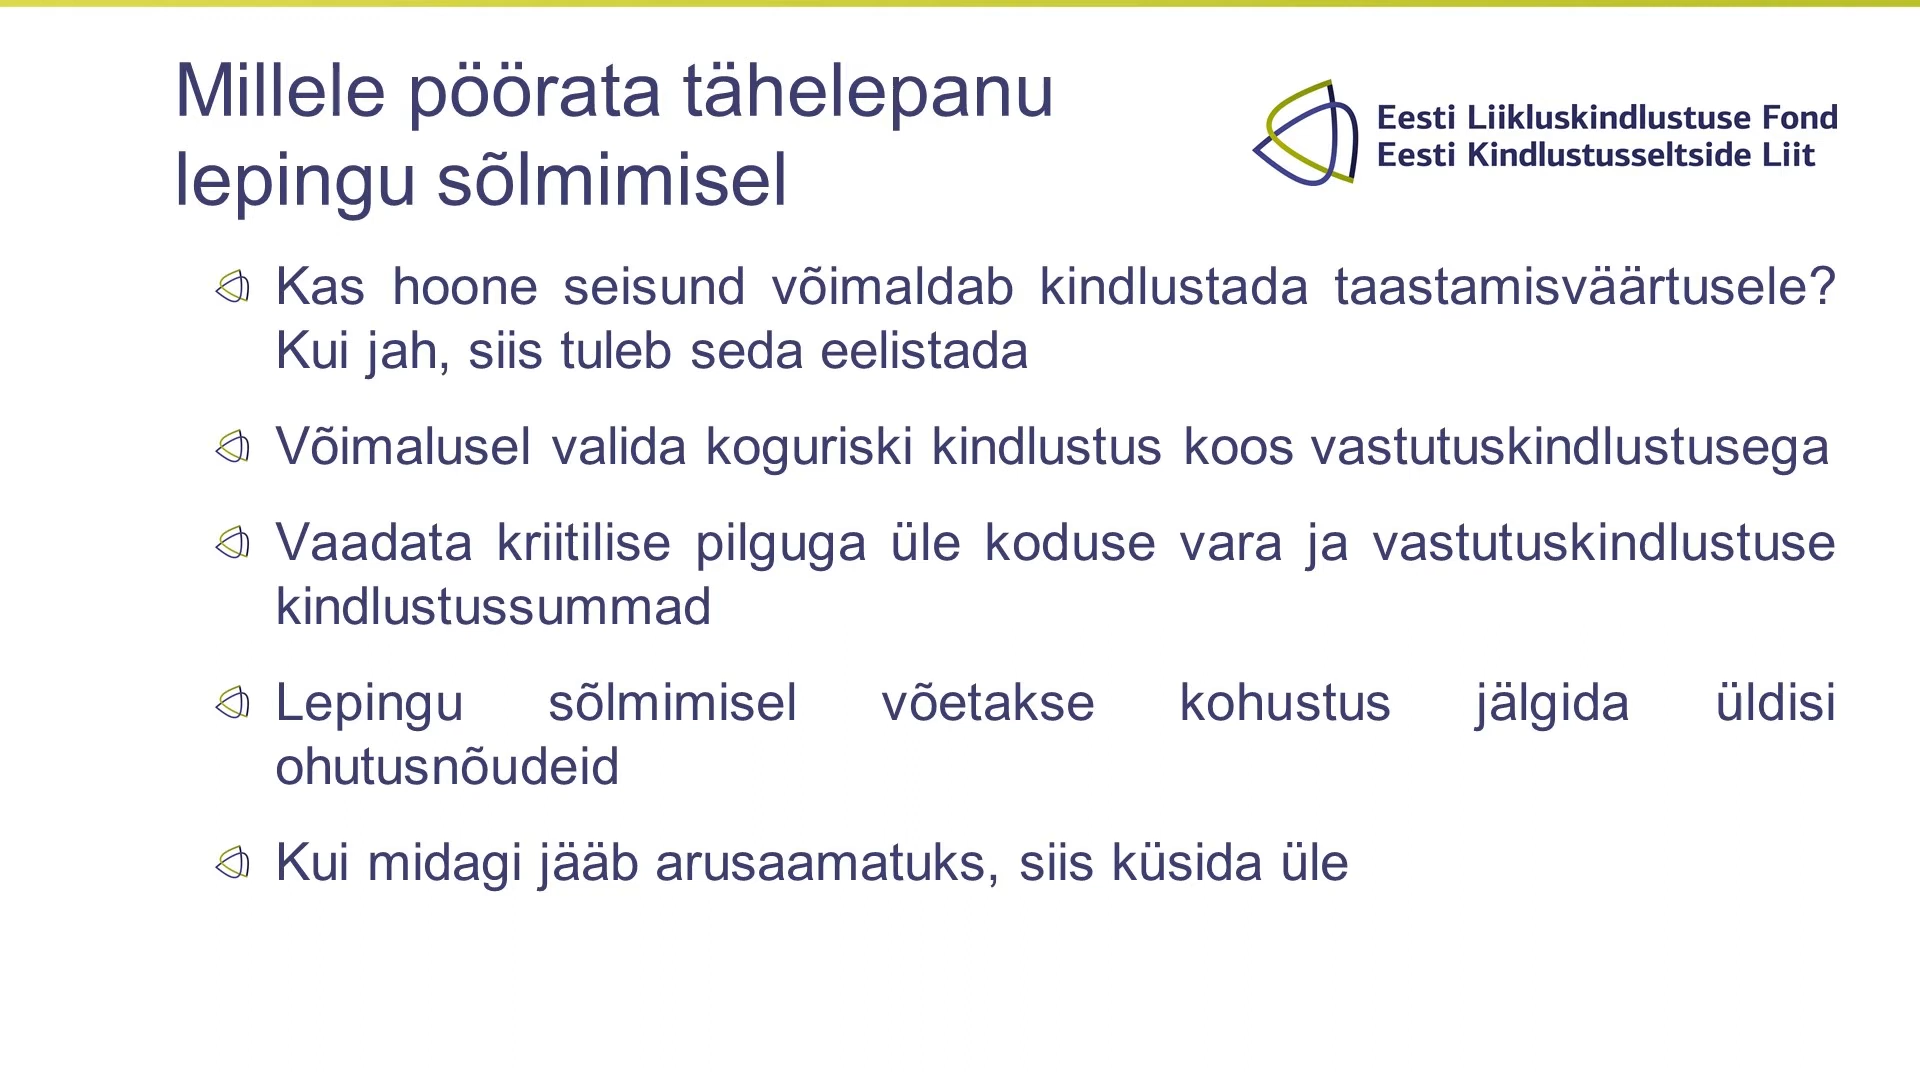 Millele pöörata tähelepanu
lepingu sõlmimisel
Eesti Liikluskindlustuse Fond
Eesti Kindlustusseltside Liit
Kas hoone seisund võimaldab kindlustada taastamisväärtusele?
Kui jah, siis tuleb seda eelistada
Võimalusel valida koguriski kindlustus koos vastutuskindlustusega
Vaadata kriitilise pilguga üle koduse vara ja vastutuskindlustuse
kindlustussummad
Lepingu sõlmimisel võetakse kohustus jälgida üldisi
ohutusnõudeid
Kui midagi jääb arusaamatuks, siis küsida üle